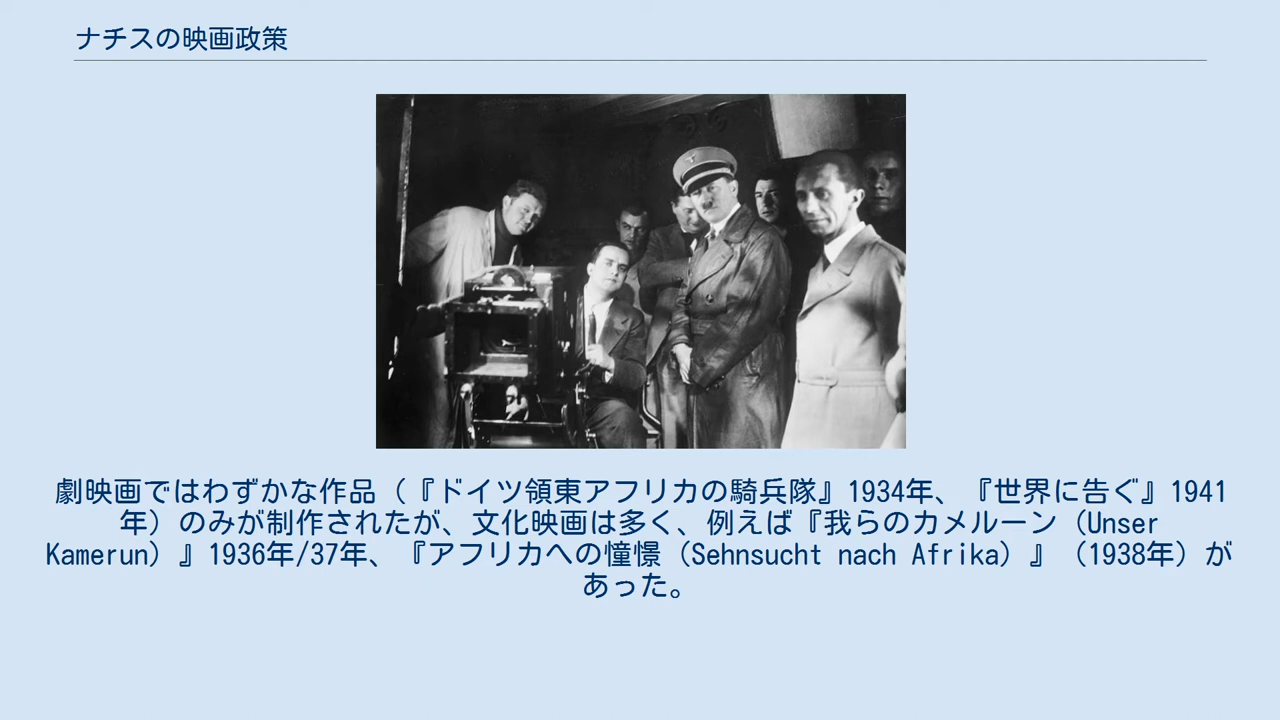 ナチスの映画政策
劇映画ではわずかな作品（『ドイツ領東アフリカの騎兵隊』1934年、『世界に告ぐ』1941
年）のみが制作されたが、文化映画は多く、例えば『我らのカメルーン（Unser
Kamerun）』1936年/37年、『アフリカへの憧憬（Sehnsucht nach Afrika）』（1938年）が
あった。